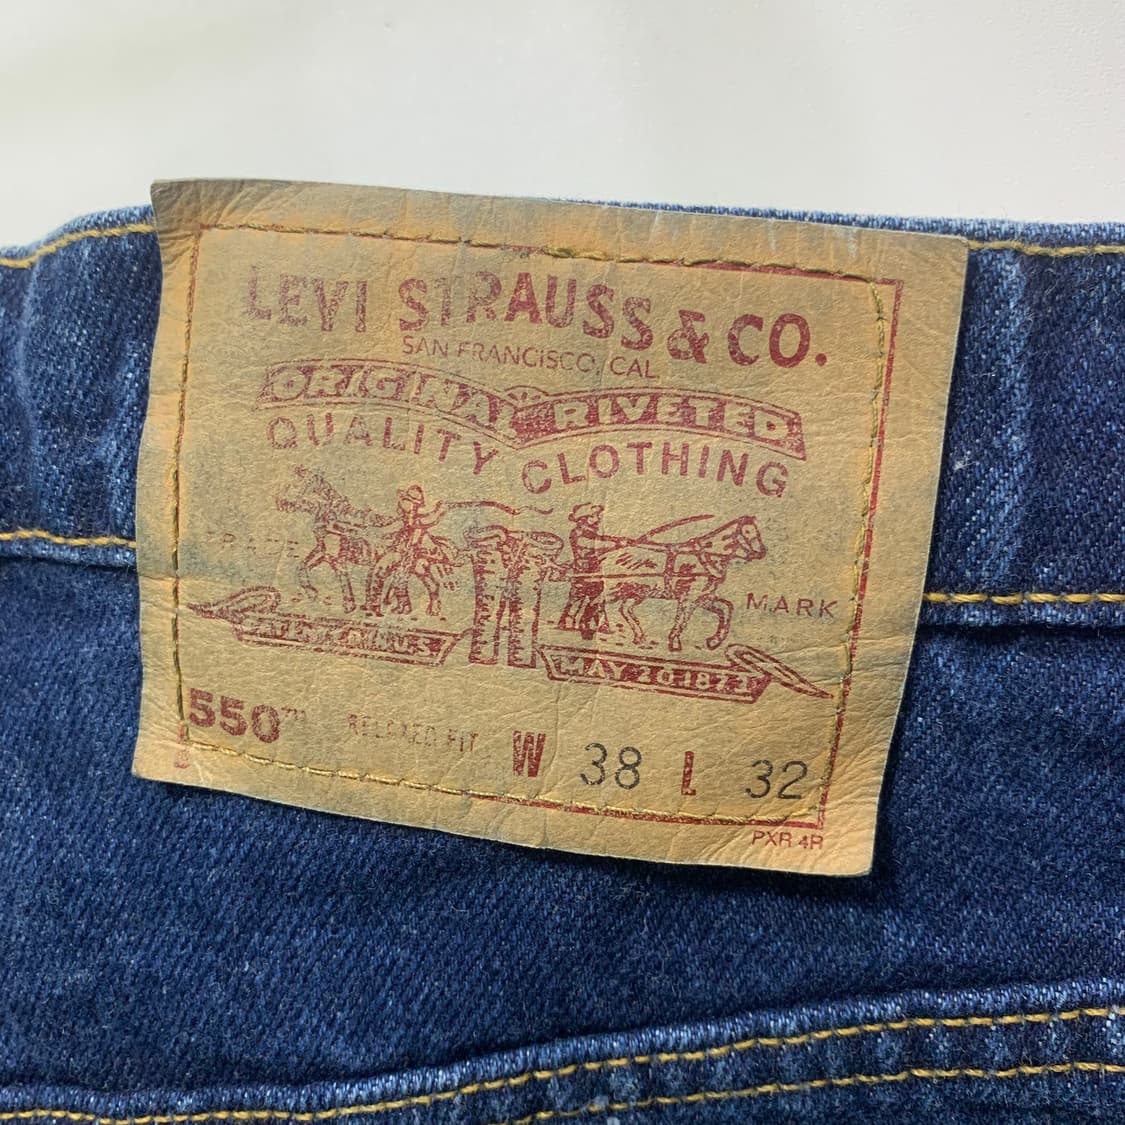 LEVI STRAUSS & CO.
SAN FRANCISCO, CAL
ORIGINAL RIVETED
QUALITY CLOTHING
TRADE MARK
MAY 20 1873
550™ RELAXED FIT W 38 L 32
PXR 4R